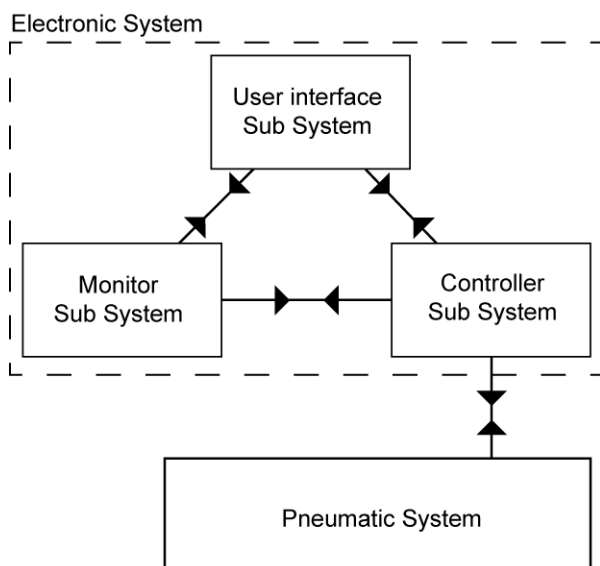 Electronic System
User interface
Sub System
Monitor
Sub System
Controller
Sub System
Pneumatic System